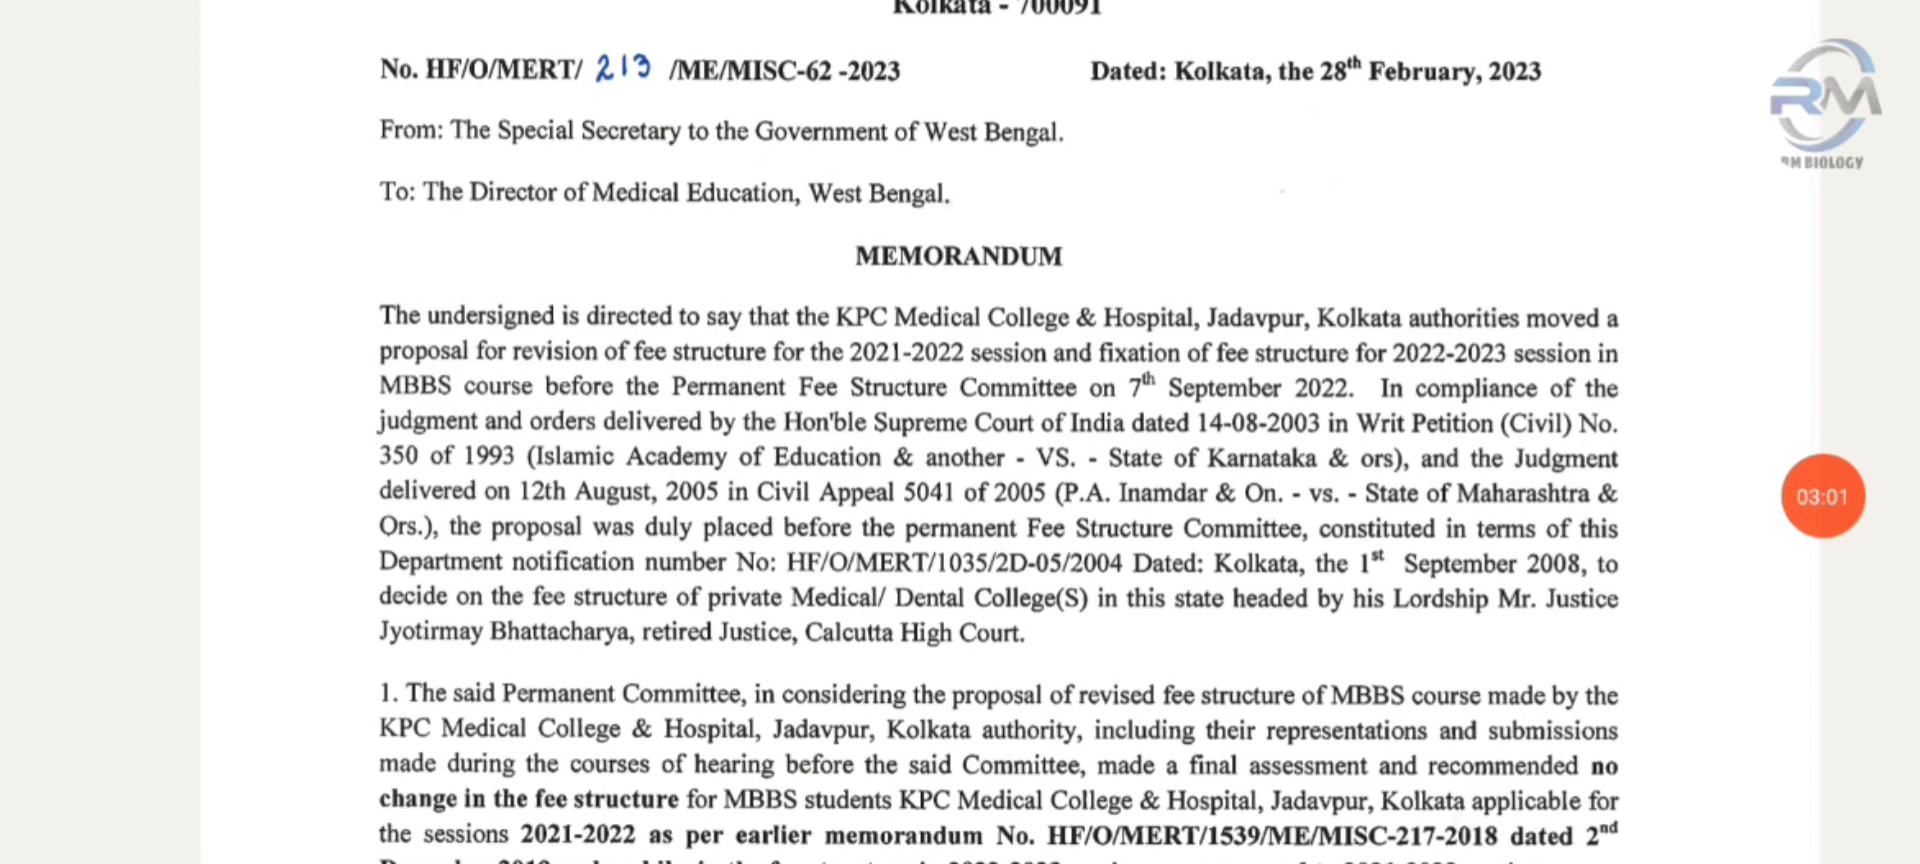 Kolkata - 700091
No. HF/O/MERT/ 213 /ME/MISC-62 -2023 Dated: Kolkata, the 28th February, 2023
RM
RM BIOLOGY
From: The Special Secretary to the Government of West Bengal.
To: The Director of Medical Education, West Bengal.
MEMORANDUM
The undersigned is directed to say that the KPC Medical College & Hospital, Jadavpur, Kolkata authorities moved a
proposal for revision of fee structure for the 2021-2022 session and fixation of fee structure for 2022-2023 session in
MBBS course before the Permanent Fee Structure Committee on 7th September 2022. In compliance of the
judgment and orders delivered by the Hon'ble Supreme Court of India dated 14-08-2003 in Writ Petition (Civil) No.
350 of 1993 (Islamic Academy of Education & another - VS. - State of Karnataka & ors), and the Judgment
delivered on 12th August, 2005 in Civil Appeal 5041 of 2005 (P.A. Inamdar & On. - vs. - State of Maharashtra &
03:01
Ors.), the proposal was duly placed before the permanent Fee Structure Committee, constituted in terms of this
Department notification number No: HF/O/MERT/1035/2D-05/2004 Dated: Kolkata, the 1st September 2008, to
decide on the fee structure of private Medical/ Dental College(S) in this state headed by his Lordship Mr. Justice
Jyotirmay Bhattacharya, retired Justice, Calcutta High Court.
1. The said Permanent Committee, in considering the proposal of revised fee structure of MBBS course made by the
KPC Medical College & Hospital, Jadavpur, Kolkata authority, including their representations and submissions
made during the courses of hearing before the said Committee, made a final assessment and recommended no
change in the fee structure for MBBS students KPC Medical College & Hospital, Jadavpur, Kolkata applicable for
the sessions 2021-2022 as per earlier memorandum No. HF/O/MERT/1539/ME/MISC-217-2018 dated 2nd